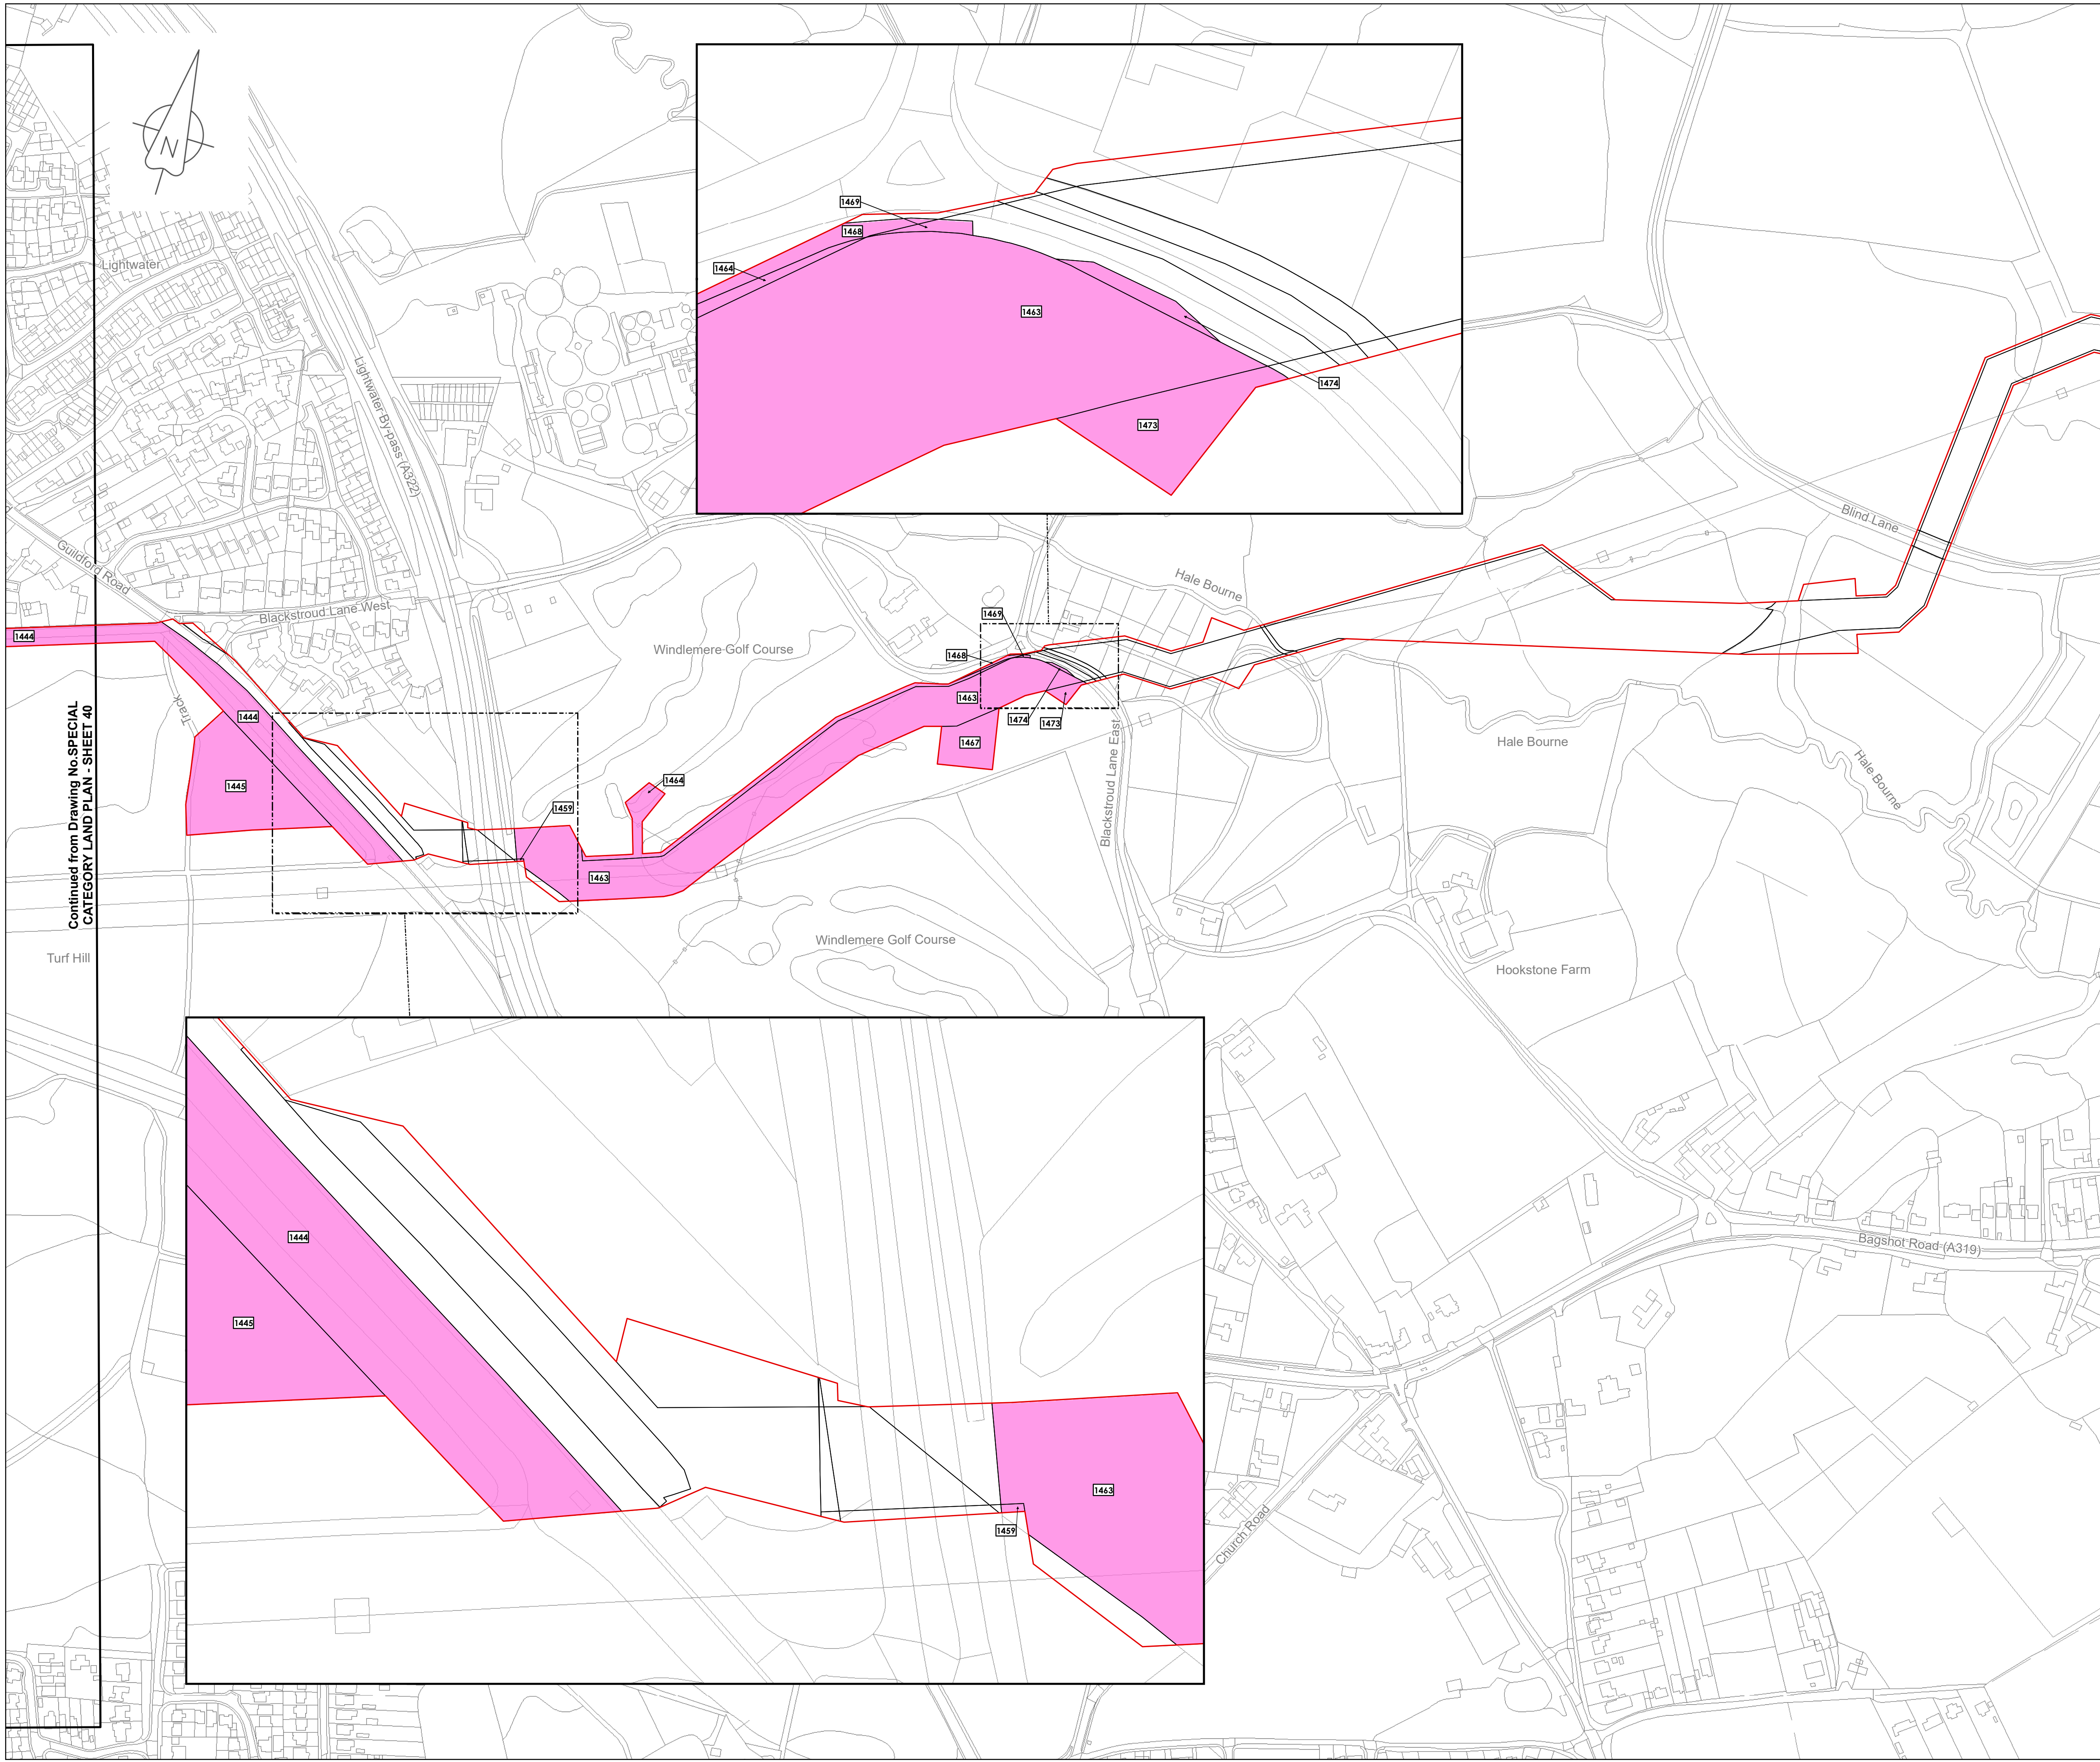 N
Lightwater
Lightwater By-pass (A322)
Guildford Road
Blackstroud Lane West
Track
Continued from Drawing No.SPECIAL
CATEGORY LAND PLAN - SHEET 40
Turf Hill
1444
1444
1445
1459
1463
1464
Windlemere Golf Course
1463
1467
1468
1469
1474
1473
Windlemere Golf Course
Blackstroud Lane East
Hale Bourne
Hale Bourne
Hale Bourne
Blind Lane
Hookstone Farm
Bagshot Road (A319)
Church Road
1469
1468
1464
1463
1474
1473
1444
1445
1463
1459